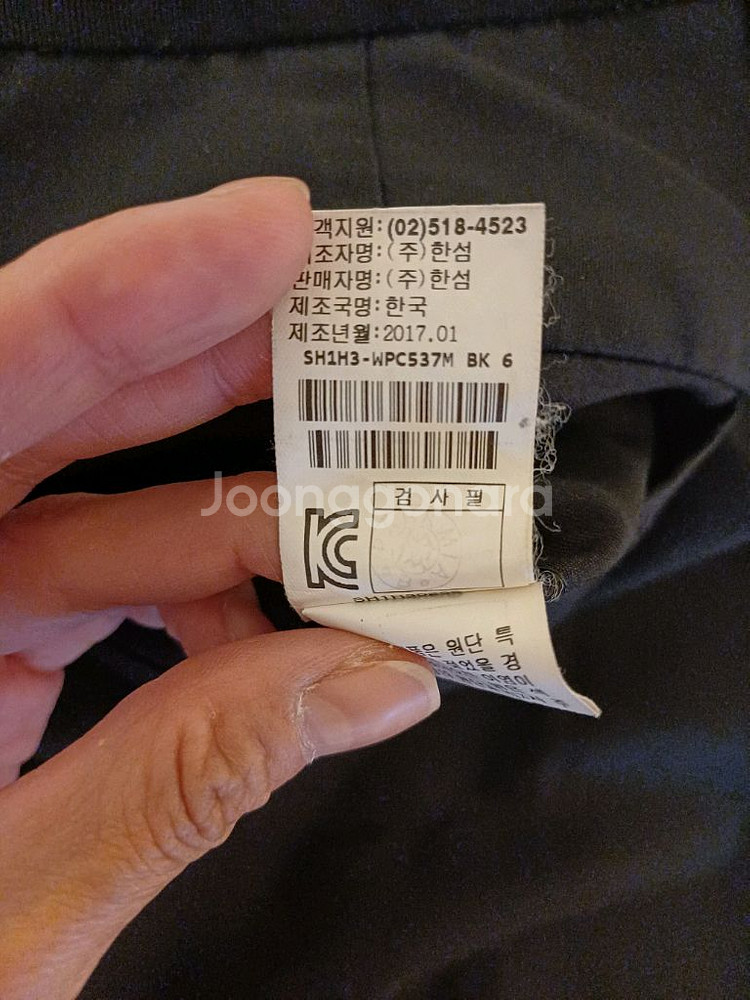 객지원:(02)518-4523
조자명:(주)한섬
판매자명:(주)한섬
제조국명:한국
제조년월:2017.01
SH1H3-WPC537M BK 6
Joonggonara
검 사 필
원단 특
경